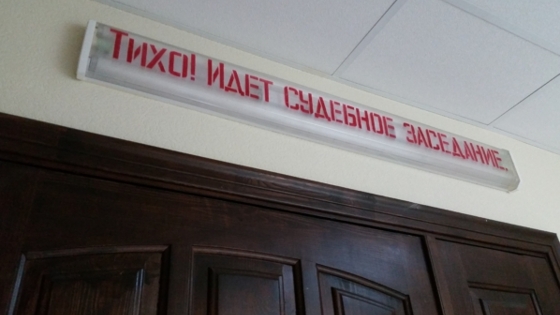 Тихо! Идет судебное заседание.